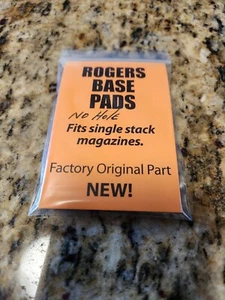 ROGERS
BASE
PADS
No Hole
Fits single stack
magazines.
Factory Original Part
NEW!